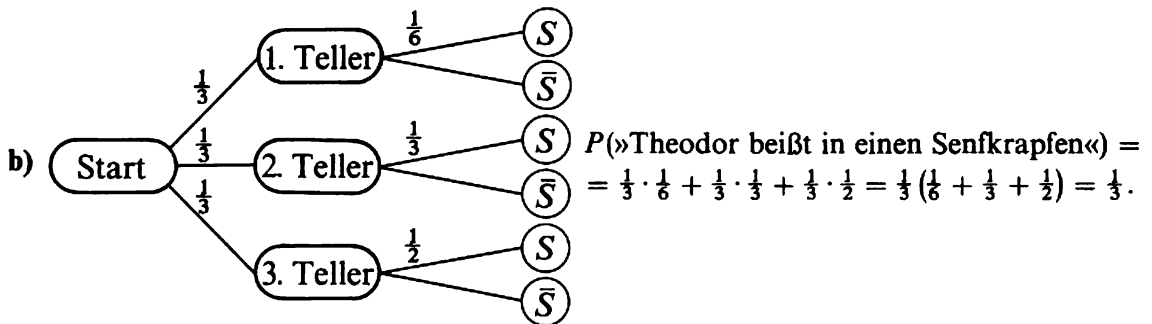 b) Start
1/3
1/3
1/3
1. Teller
1/6
S
S̄
2. Teller
1/3
S
S̄
3. Teller
1/2
S
S̄
P(»Theodor beißt in einen Senfkrapfen«) =
= 1/3 · 1/6 + 1/3 · 1/3 + 1/3 · 1/2 = 1/3 (1/6 + 1/3 + 1/2) = 1/3.